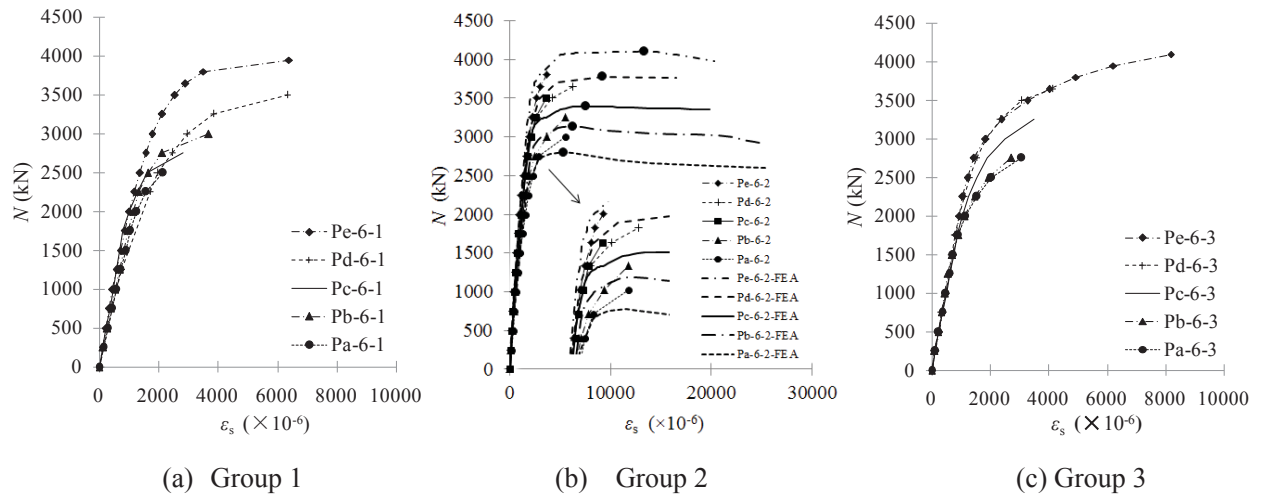 4500
4000
3500
3000
2500
2000
1500
1000
500
0
N (kN)
0 2000 4000 6000 8000 10000
εs (×10-6)
Pe-6-1
Pd-6-1
Pc-6-1
Pb-6-1
Pa-6-1
(a) Group 1
4500
4000
3500
3000
2500
2000
1500
1000
500
0
N (kN)
0 10000 20000 30000
εs (×10-6)
Pe-6-2
Pd-6-2
Pc-6-2
Pb-6-2
Pa-6-2
Pe-6-2-FEA
Pd-6-2-FEA
Pc-6-2-FEA
Pb-6-2-FEA
Pa-6-2-FEA
(b) Group 2
4500
4000
3500
3000
2500
2000
1500
1000
500
0
N (kN)
0 2000 4000 6000 8000 10000
εs (×10-6)
Pe-6-3
Pd-6-3
Pc-6-3
Pb-6-3
Pa-6-3
(c) Group 3